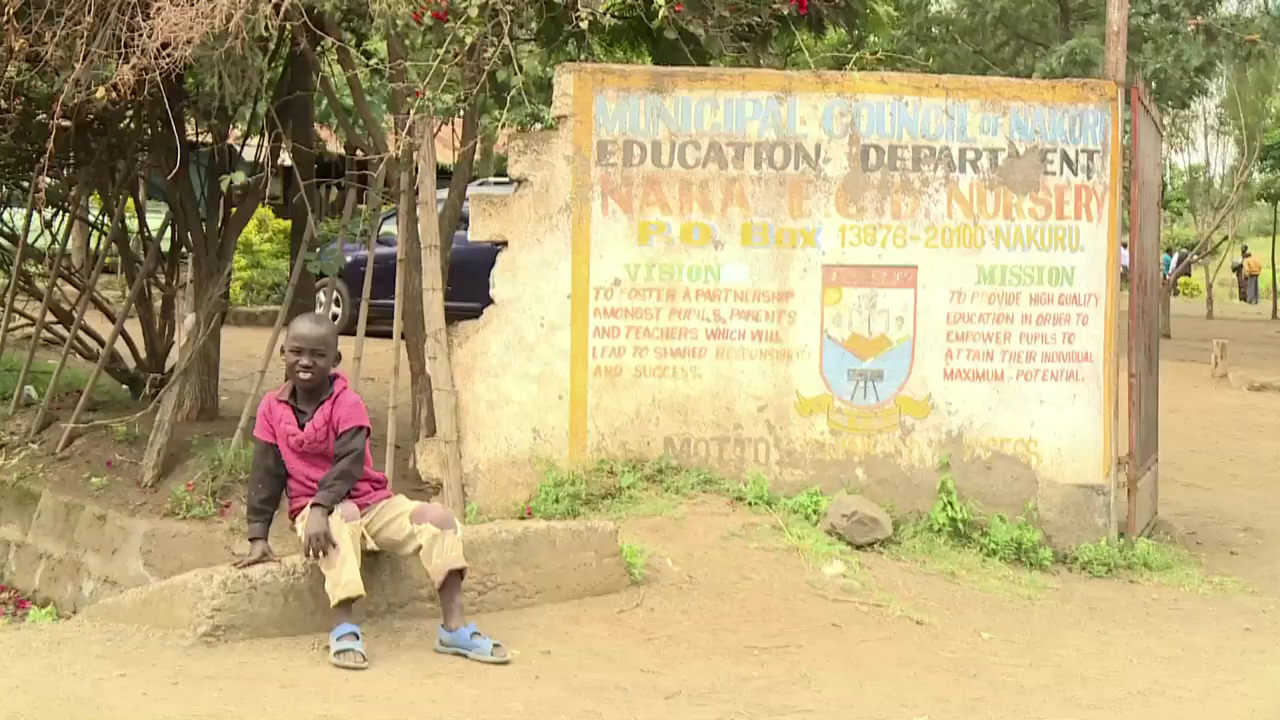 MUNICIPAL COUNCIL OF NAKURU
EDUCATION DEPARTMENT
NAKA E.C.D NURSERY
P.O Box 13876-20100 NAKURU.
VISION
TO FOSTER A PARTNERSHIP
AMONGST PUPILS, PARENTS
AND TEACHERS WHICH WILL
LEAD TO SHARED RESPONSIBI
AND SUCCESS.
MISSION
TO PROVIDE HIGH QUALITY
EDUCATION IN ORDER TO
EMPOWER PUPILS TO
ATTAIN THEIR INDIVIDUAL
MAXIMUM POTENTIAL.
MOTTO